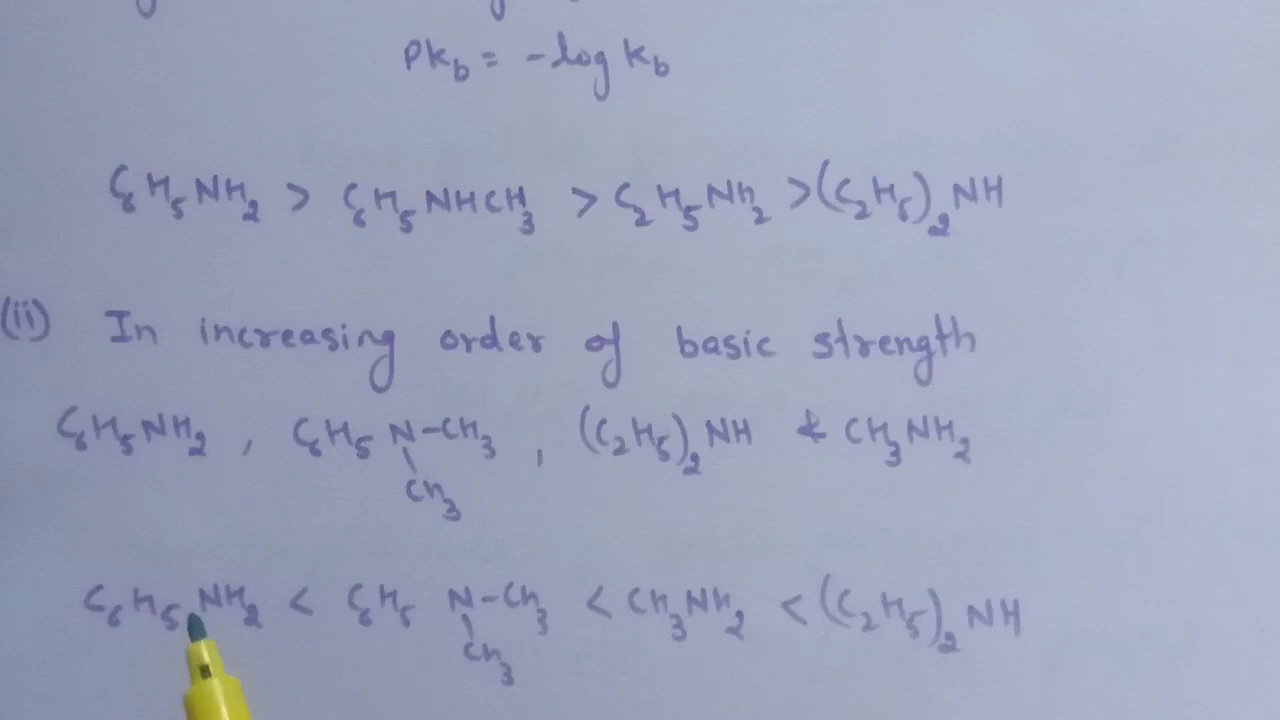 Pkb = -log kb
C6H5NH2 > C6H5NHCH3 > C2H5NH2 > (C2H5)2NH
(ii) In increasing order of basic strength
C6H5NH2, C6H5N-CH3, (C2H5)2NH & CH3NH2
CH3
C6H5NH2 < C6H5 N-CH3 < CH3NH2 < (C2H5)2NH
CH3